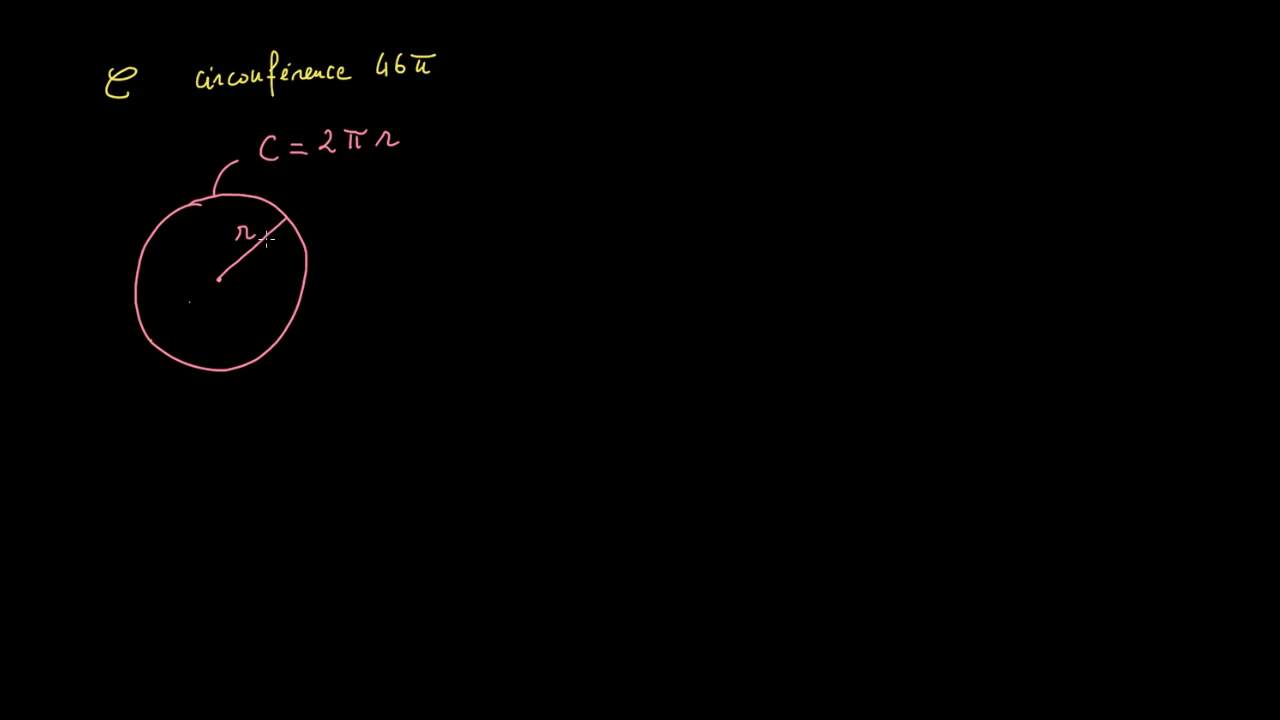 C circonférence 46π
C = 2πr
r